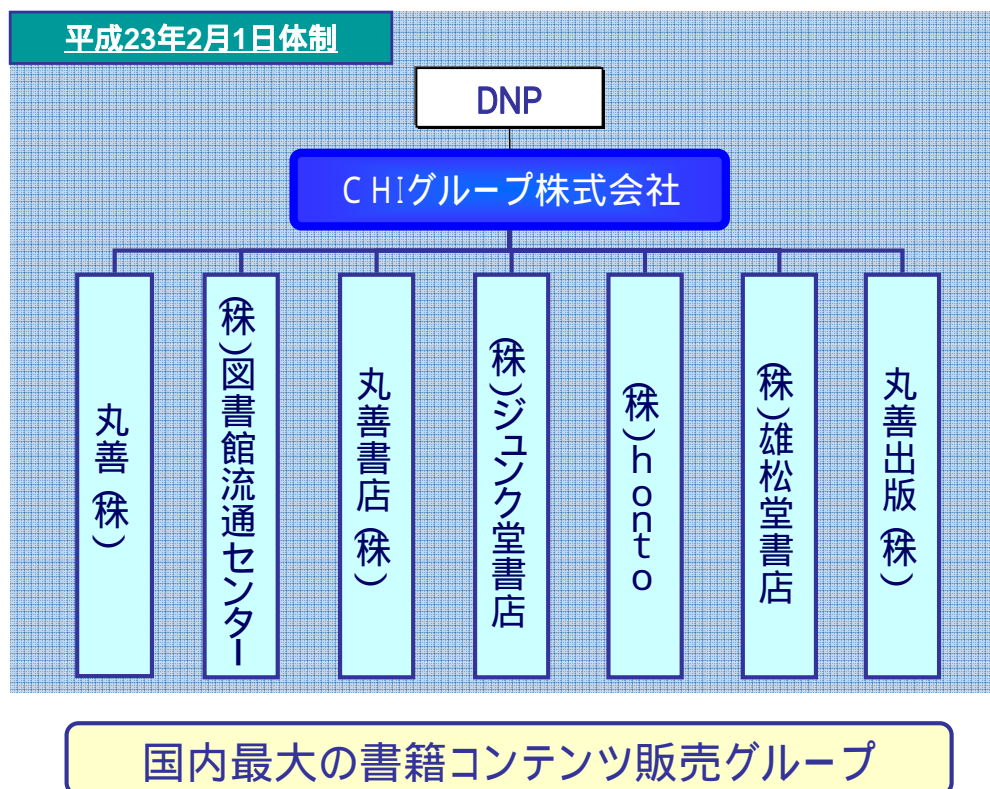 平成23年2月1日体制
DNP
CHIグループ株式会社
丸善(株)
(株)図書館流通センター
丸善書店(株)
(株)ジュンク堂書店
(株)honto
(株)雄松堂書店
丸善出版(株)
国内最大の書籍コンテンツ販売グループ